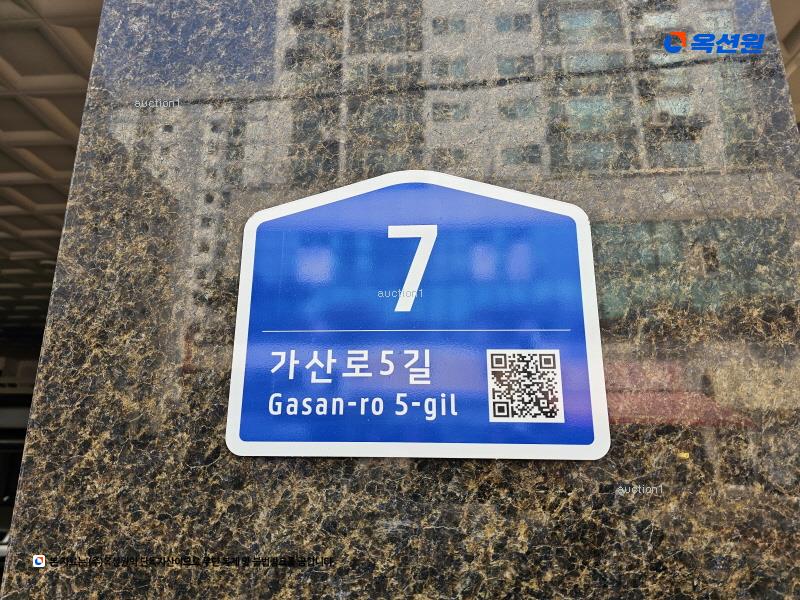 옥션원
auction1
7
auction1
가산로5길
Gasan-ro 5-gil
auction1